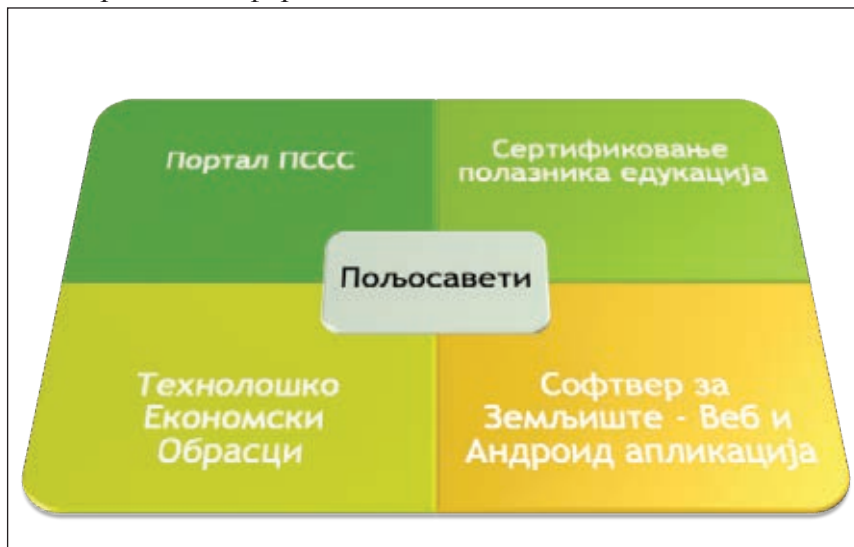 Портал ПССС
Сертификовање
полазника едукација
Пољосавети
Технолошко
Економски
Обрасци
Софтвер за
Земљиште - Веб и
Андроид апликација